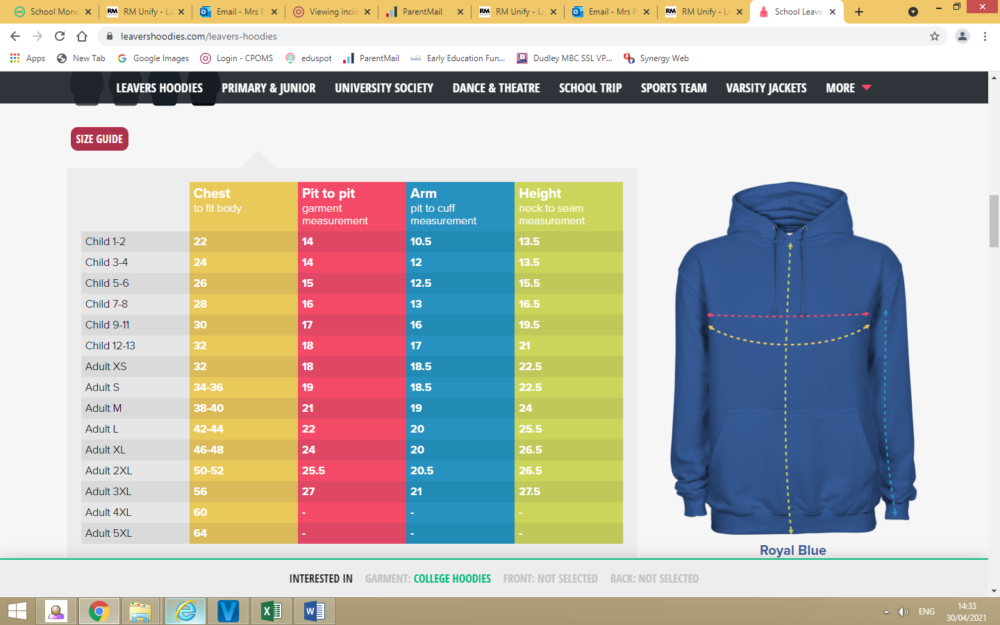 School Mone
RM Unify - La
Email - Mrs P
Viewing incid
ParentMail
RM Unify - La
Email - Mrs P
RM Unify - La
School Leave
leavershoodies.com/leavers-hoodies
Apps New Tab Google Images Login - CPOMS eduspot ParentMail Early Education Fun... Dudley MBC SSL VP... Synergy Web
LEAVERS HOODIES PRIMARY & JUNIOR UNIVERSITY SOCIETY DANCE & THEATRE SCHOOL TRIP SPORTS TEAM VARSITY JACKETS MORE
SIZE GUIDE
Chest Pit to pit Arm Height
to fit body garment pit to cuff neck to seam
measurement measurement measurement
Child 1-2 22 14 10.5 13.5
Child 3-4 24 14 12 13.5
Child 5-6 26 15 12.5 15.5
Child 7-8 28 16 13 16.5
Child 9-11 30 17 16 19.5
Child 12-13 32 18 17 21
Adult XS 32 18 18.5 22.5
Adult S 34-36 19 18.5 22.5
Adult M 38-40 21 19 24
Adult L 42-44 22 20 25.5
Adult XL 46-48 24 20 26.5
Adult 2XL 50-52 25.5 20.5 26.5
Adult 3XL 56 27 21 27.5
Adult 4XL 60 - - -
Adult 5XL 64 - - -
Royal Blue
INTERESTED IN GARMENT: COLLEGE HOODIES FRONT: NOT SELECTED BACK: NOT SELECTED
ENG
14:33
30/04/2021